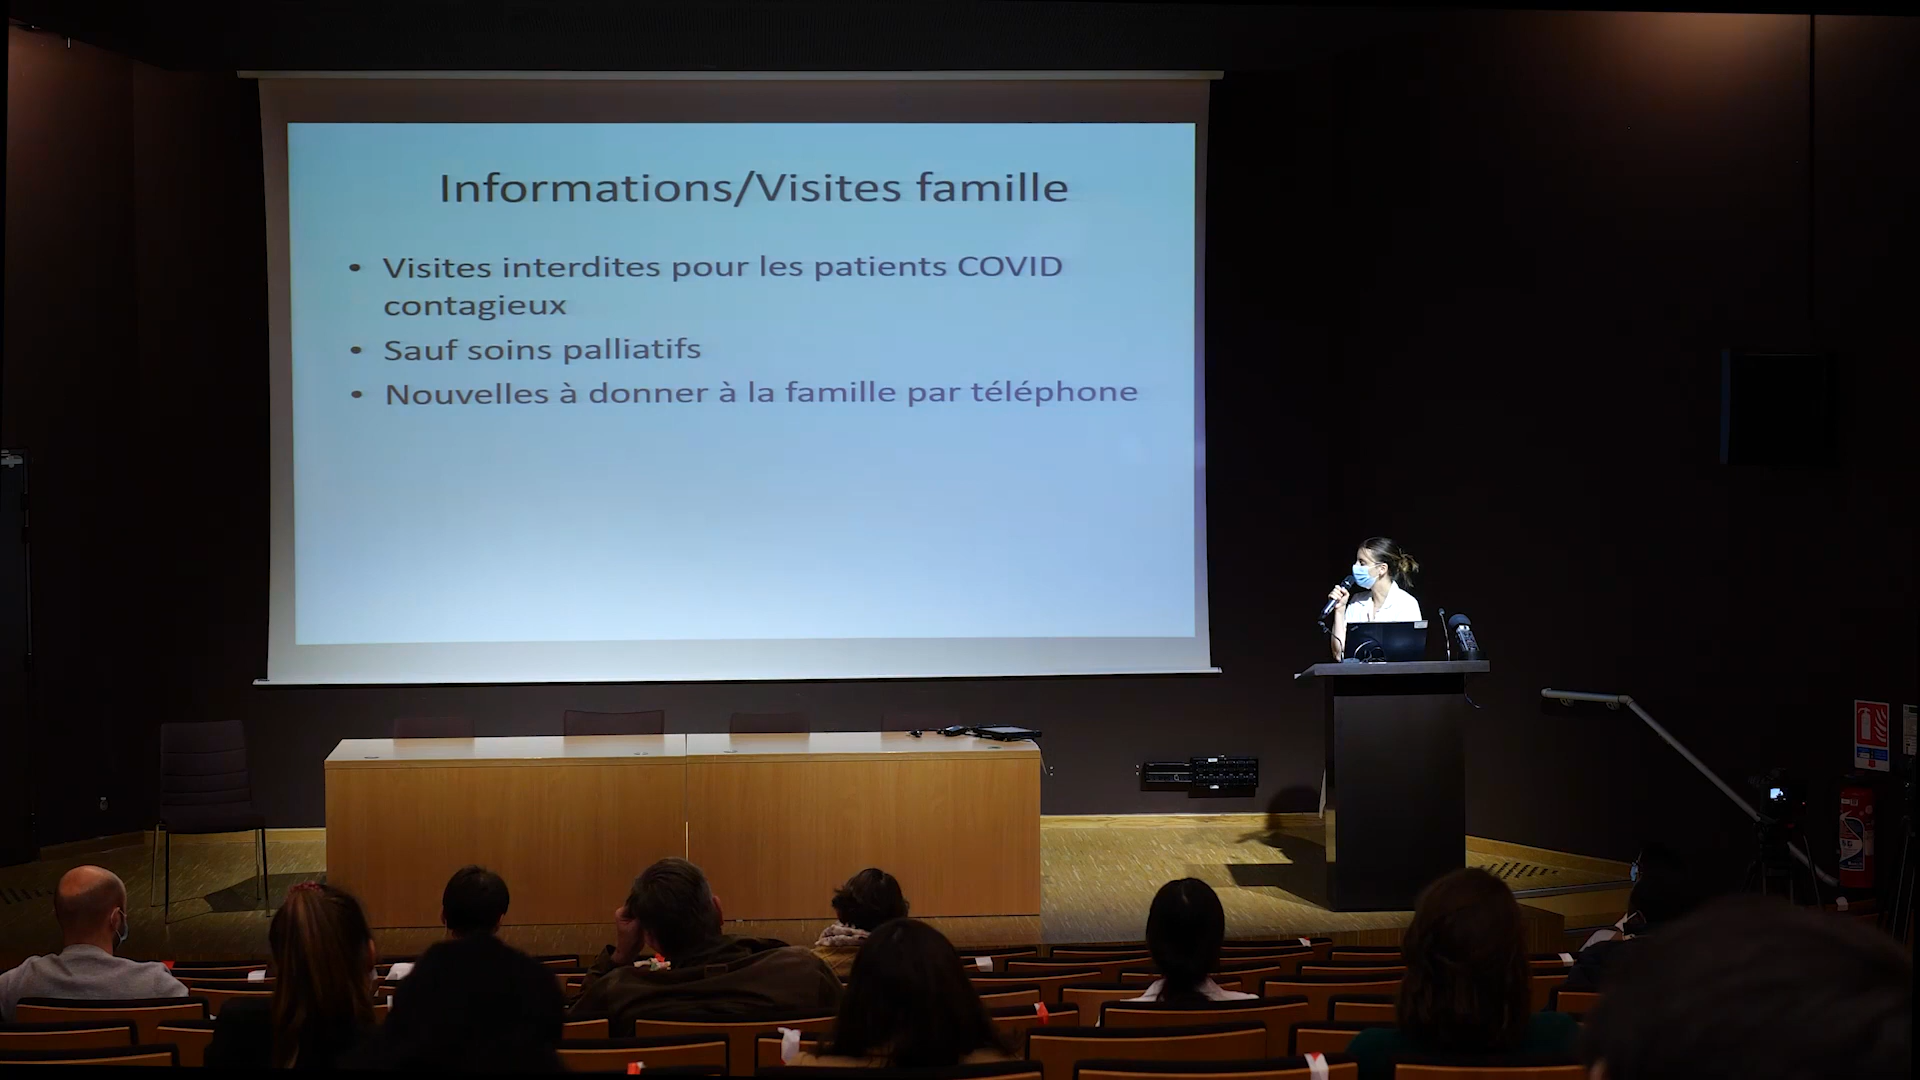 Informations/Visites famille
• Visites interdites pour les patients COVID
contagieux
• Sauf soins palliatifs
• Nouvelles à donner à la famille par téléphone